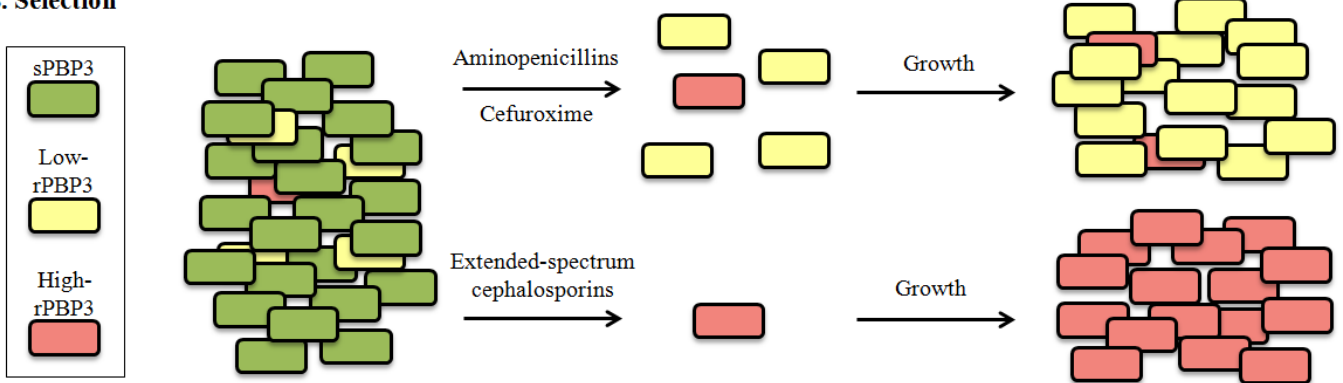 Selection
sPBP3
Low-
rPBP3
High-
rPBP3
Aminopenicillins
Cefuroxime
Growth
Extended-spectrum
cephalosporins
Growth